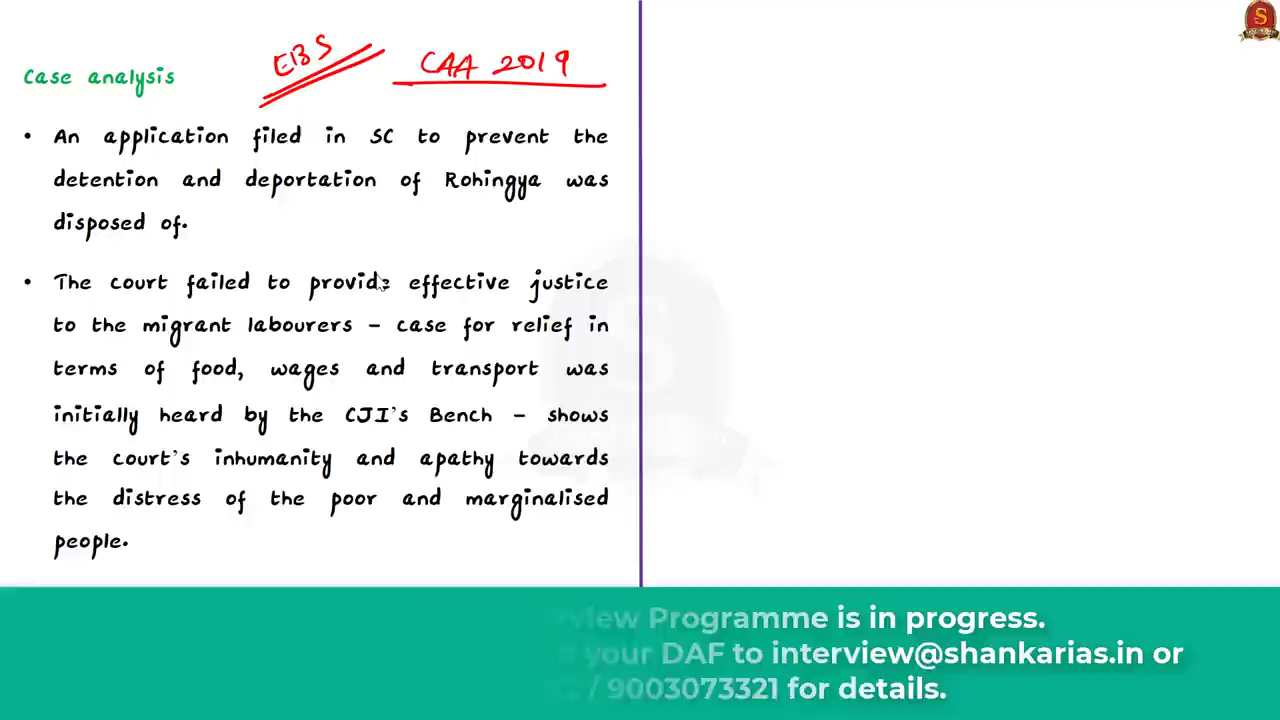 EBS
CAA 2019
Case analysis
• An application filed in SC to prevent the
detention and deportation of Rohingya was
disposed of.
• The court failed to provide effective justice
to the migrant labourers – case for relief in
terms of food, wages and transport was
initially heard by the CJI's Bench – shows
the court's inhumanity and apathy towards
the distress of the poor and marginalised
people.
Programme is in progress.
your DAF to interview@shankarias.in or
/ 9003073321 for details.
S